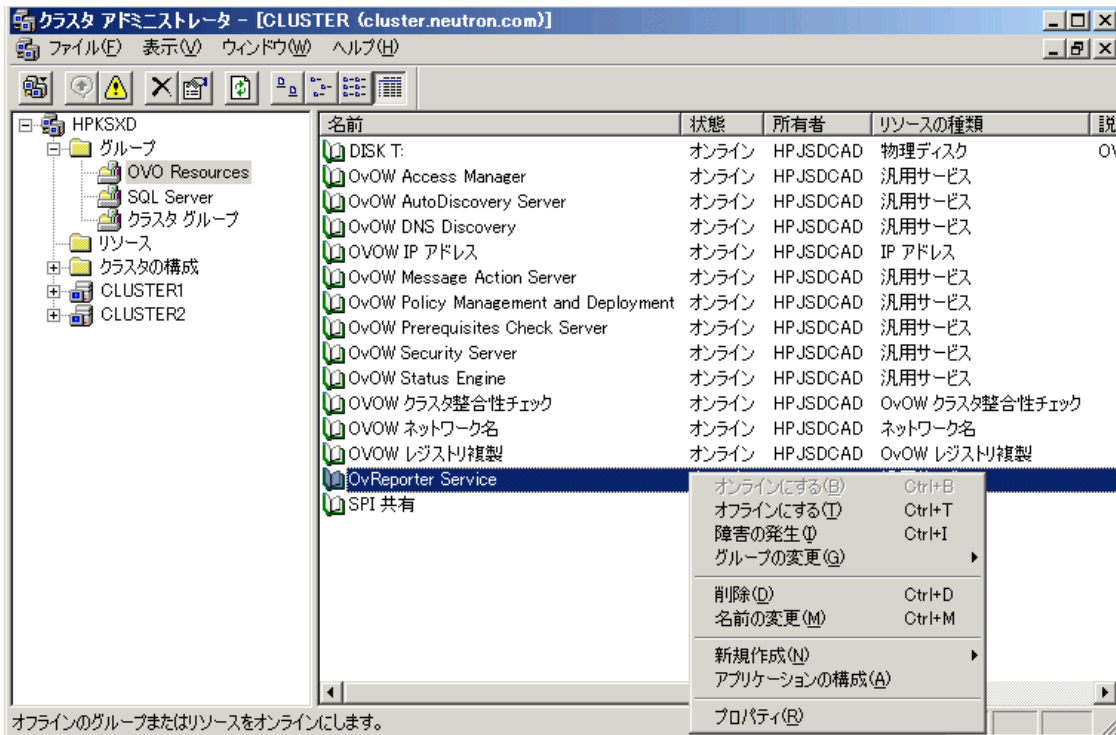 クラスタ アドミニストレータ - [CLUSTER (cluster.neutron.com)]
ファイル(F) 表示(V) ウィンドウ(W) ヘルプ(H)
HPKSXD
グループ
OVO Resources
SQL Server
クラスタ グループ
リソース
クラスタの構成
CLUSTER1
CLUSTER2
名前 状態 所有者 リソースの種類 説
DISK T: オンライン HPJSDCAD 物理ディスク
OvOW Access Manager オンライン HPJSDCAD 汎用サービス
OvOW AutoDiscovery Server オンライン HPJSDCAD 汎用サービス
OvOW DNS Discovery オンライン HPJSDCAD 汎用サービス
OVOW IP アドレス オンライン HPJSDCAD IP アドレス
OvOW Message Action Server オンライン HPJSDCAD 汎用サービス
OvOW Policy Management and Deployment オンライン HPJSDCAD 汎用サービス
OvOW Prerequisites Check Server オンライン HPJSDCAD 汎用サービス
OvOW Security Server オンライン HPJSDCAD 汎用サービス
OvOW Status Engine オンライン HPJSDCAD 汎用サービス
OVOW クラスタ整合性チェック オンライン HPJSDCAD OvOW クラスタ整合性チェック
OVOW ネットワーク名 オンライン HPJSDCAD ネットワーク名
OVOW レジストリ複製 オンライン HPJSDCAD OvOW レジストリ複製
OvReporter Service
SPI 共有
オンラインにする(B) Ctrl+B
オフラインにする(T) Ctrl+T
障害の発生(I) Ctrl+I
グループの変更(G)
削除(D) Ctrl+D
名前の変更(M) Ctrl+M
新規作成(N)
アプリケーションの構成(A)
プロパティ(R)
オフラインのグループまたはリソースをオンラインにします。